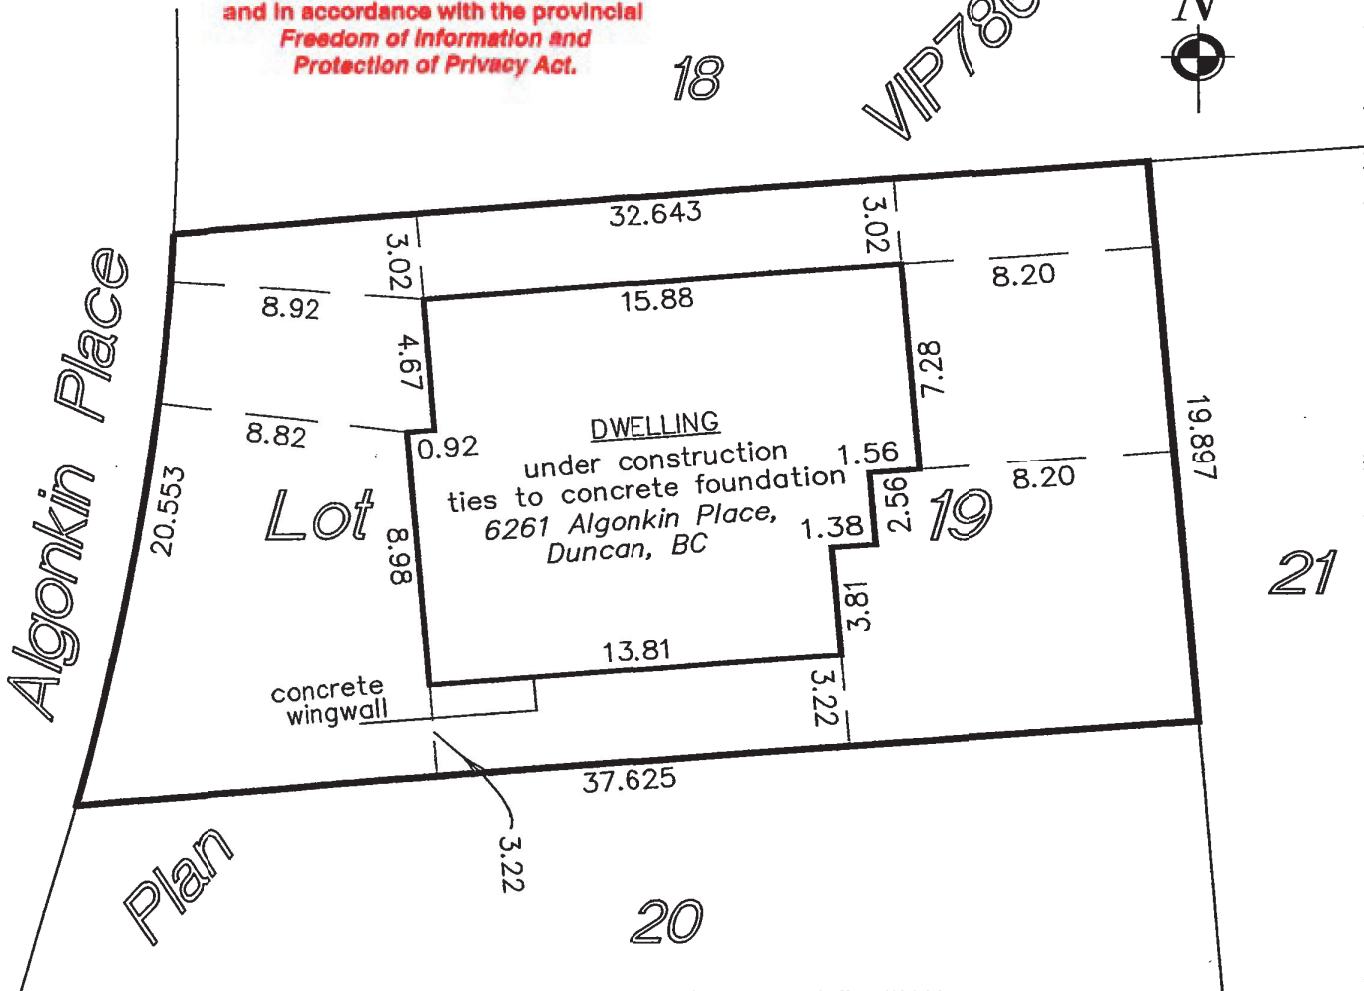 and in accordance with the provincial
Freedom of Information and
Protection of Privacy Act.
N
18
32.643
3.02
3.02
8.92
15.88
8.20
4.67
7.28
Algonkin Place
8.82
0.92
DWELLING
under construction
ties to concrete foundation
6261 Algonkin Place,
Duncan, BC
1.56
8.20
19.897
20.553
Lot
8.98
1.38
2.56
19
21
3.81
13.81
concrete
wingwall
3.22
37.625
3.22
Plan
20